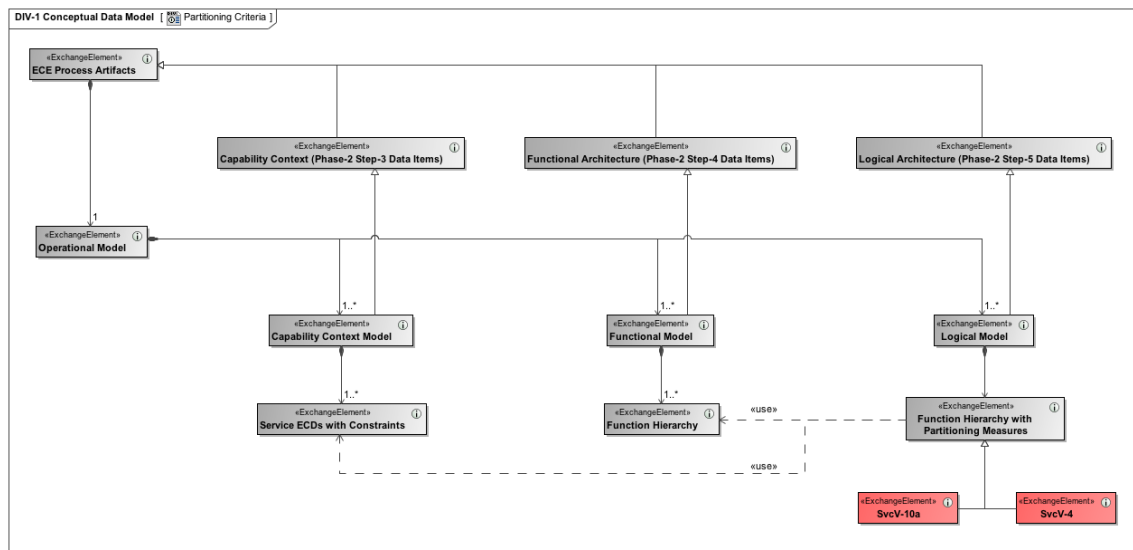 DIV-1 Conceptual Data Model [ DIV Partitioning Criteria ]
«ExchangeElement»
ECE Process Artifacts
«ExchangeElement»
Capability Context (Phase-2 Step-3 Data Items)
«ExchangeElement»
Functional Architecture (Phase-2 Step-4 Data Items)
«ExchangeElement»
Logical Architecture (Phase-2 Step-5 Data Items)
1
«ExchangeElement»
Operational Model
1..*
1..*
1..*
«ExchangeElement»
Capability Context Model
«ExchangeElement»
Functional Model
«ExchangeElement»
Logical Model
1..*
1..*
«ExchangeElement»
Service ECDs with Constraints
«ExchangeElement»
Function Hierarchy
«use»
«ExchangeElement»
Function Hierarchy with
Partitioning Measures
«use»
«ExchangeElement»
SvcV-10a
«ExchangeElement»
SvcV-4